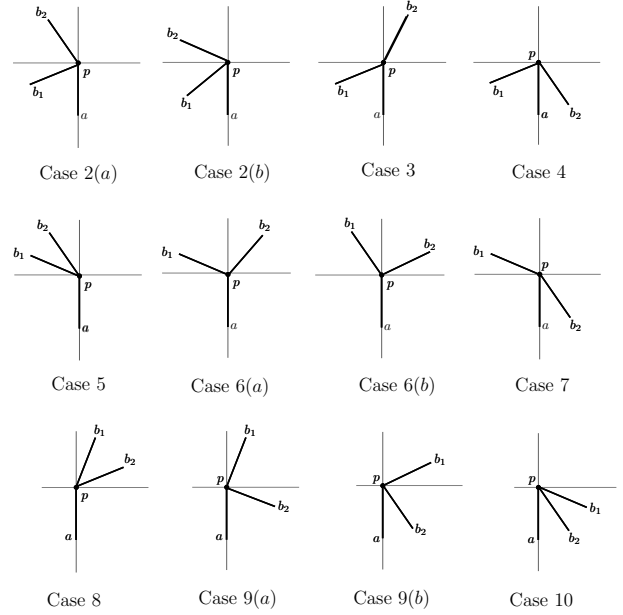 b₂
p
b₁
a
Case 2(a)
b₂
p
b₁
a
Case 2(b)
b₂
p
b₁
a
Case 3
p
b₁
a
b₂
Case 4
b₂
b₁
p
a
Case 5
b₂
b₁
p
a
Case 6(a)
b₁
b₂
p
a
Case 6(b)
b₁
p
a
b₂
Case 7
b₁
b₂
p
a
Case 8
b₁
p
b₂
a
Case 9(a)
b₁
p
b₂
a
Case 9(b)
p
b₁
a
b₂
Case 10